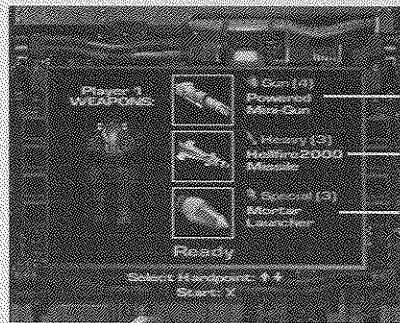 Player 1
WEAPONS
Gun (4)
Powered
Mini-Gun
Heavy (3)
Hellfire2000
Missile
Special (3)
Mortar
Launcher
Ready
Select Hardpoint:
Start: X